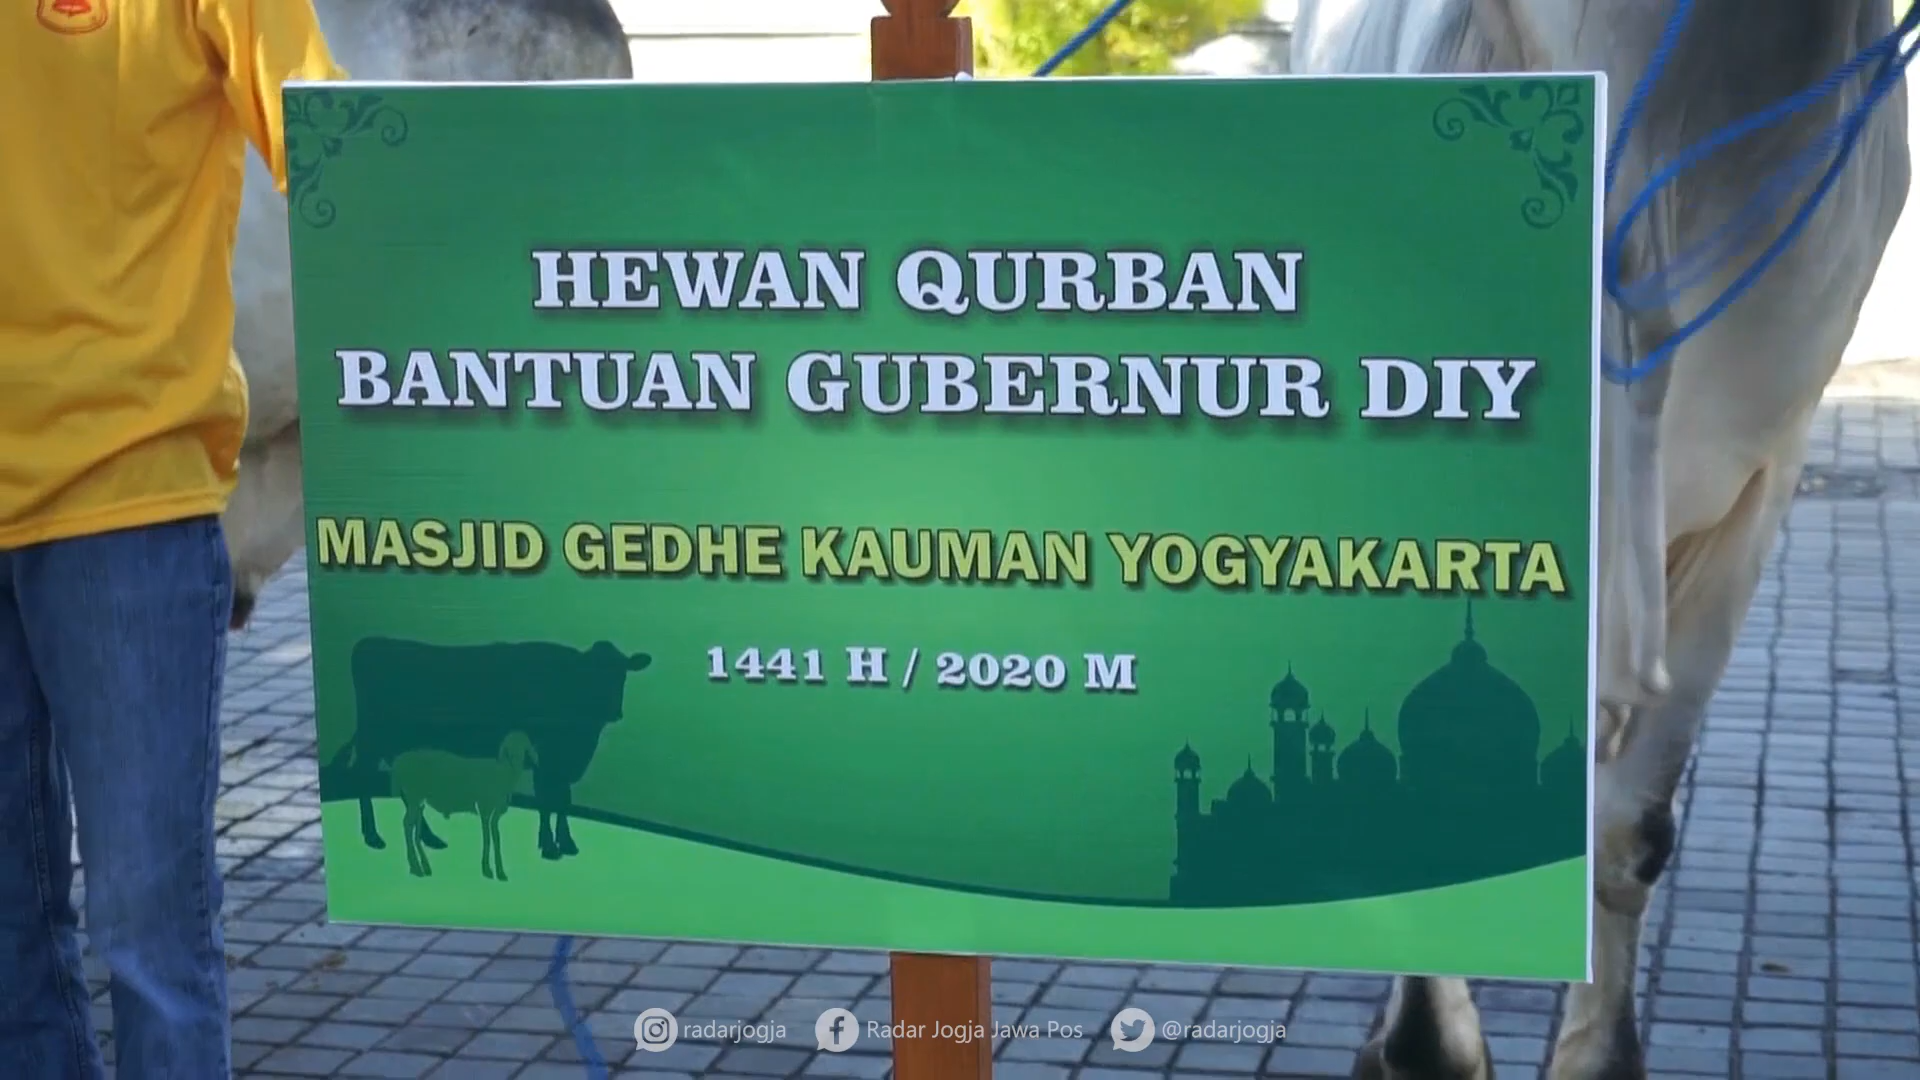 HEWAN QURBAN
BANTUAN GUBERNUR DIY
MASJID GEDHE KAUMAN YOGYAKARTA
1441 H / 2020 M
radarjogja Radar Jogja Jawa Pos @radarjogja